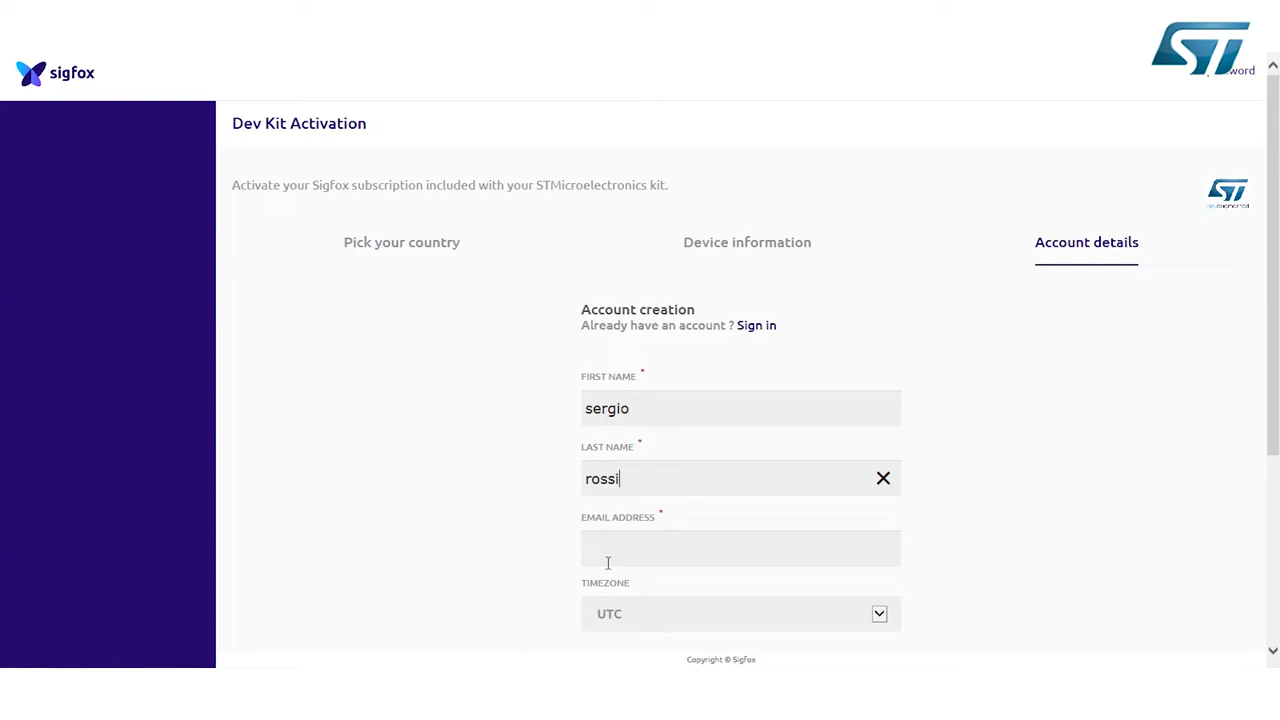 sigfox
ST
word
Dev Kit Activation
Activate your Sigfox subscription included with your STMicroelectronics kit.
ST
Pick your country
Device information
Account details
Account creation
Already have an account ? Sign in
FIRST NAME *
sergio
LAST NAME *
rossi
EMAIL ADDRESS *
TIMEZONE
UTC
Copyright © Sigfox